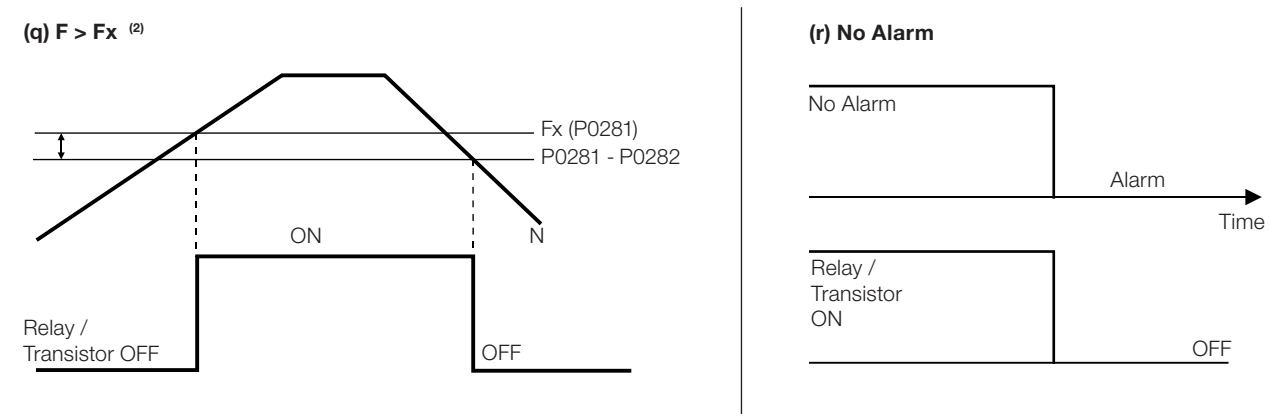 (q) F > Fx (2)
Fx (P0281)
P0281 - P0282
ON
N
Relay /
Transistor OFF
OFF
(r) No Alarm
No Alarm
Alarm
Time
Relay /
Transistor
ON
OFF